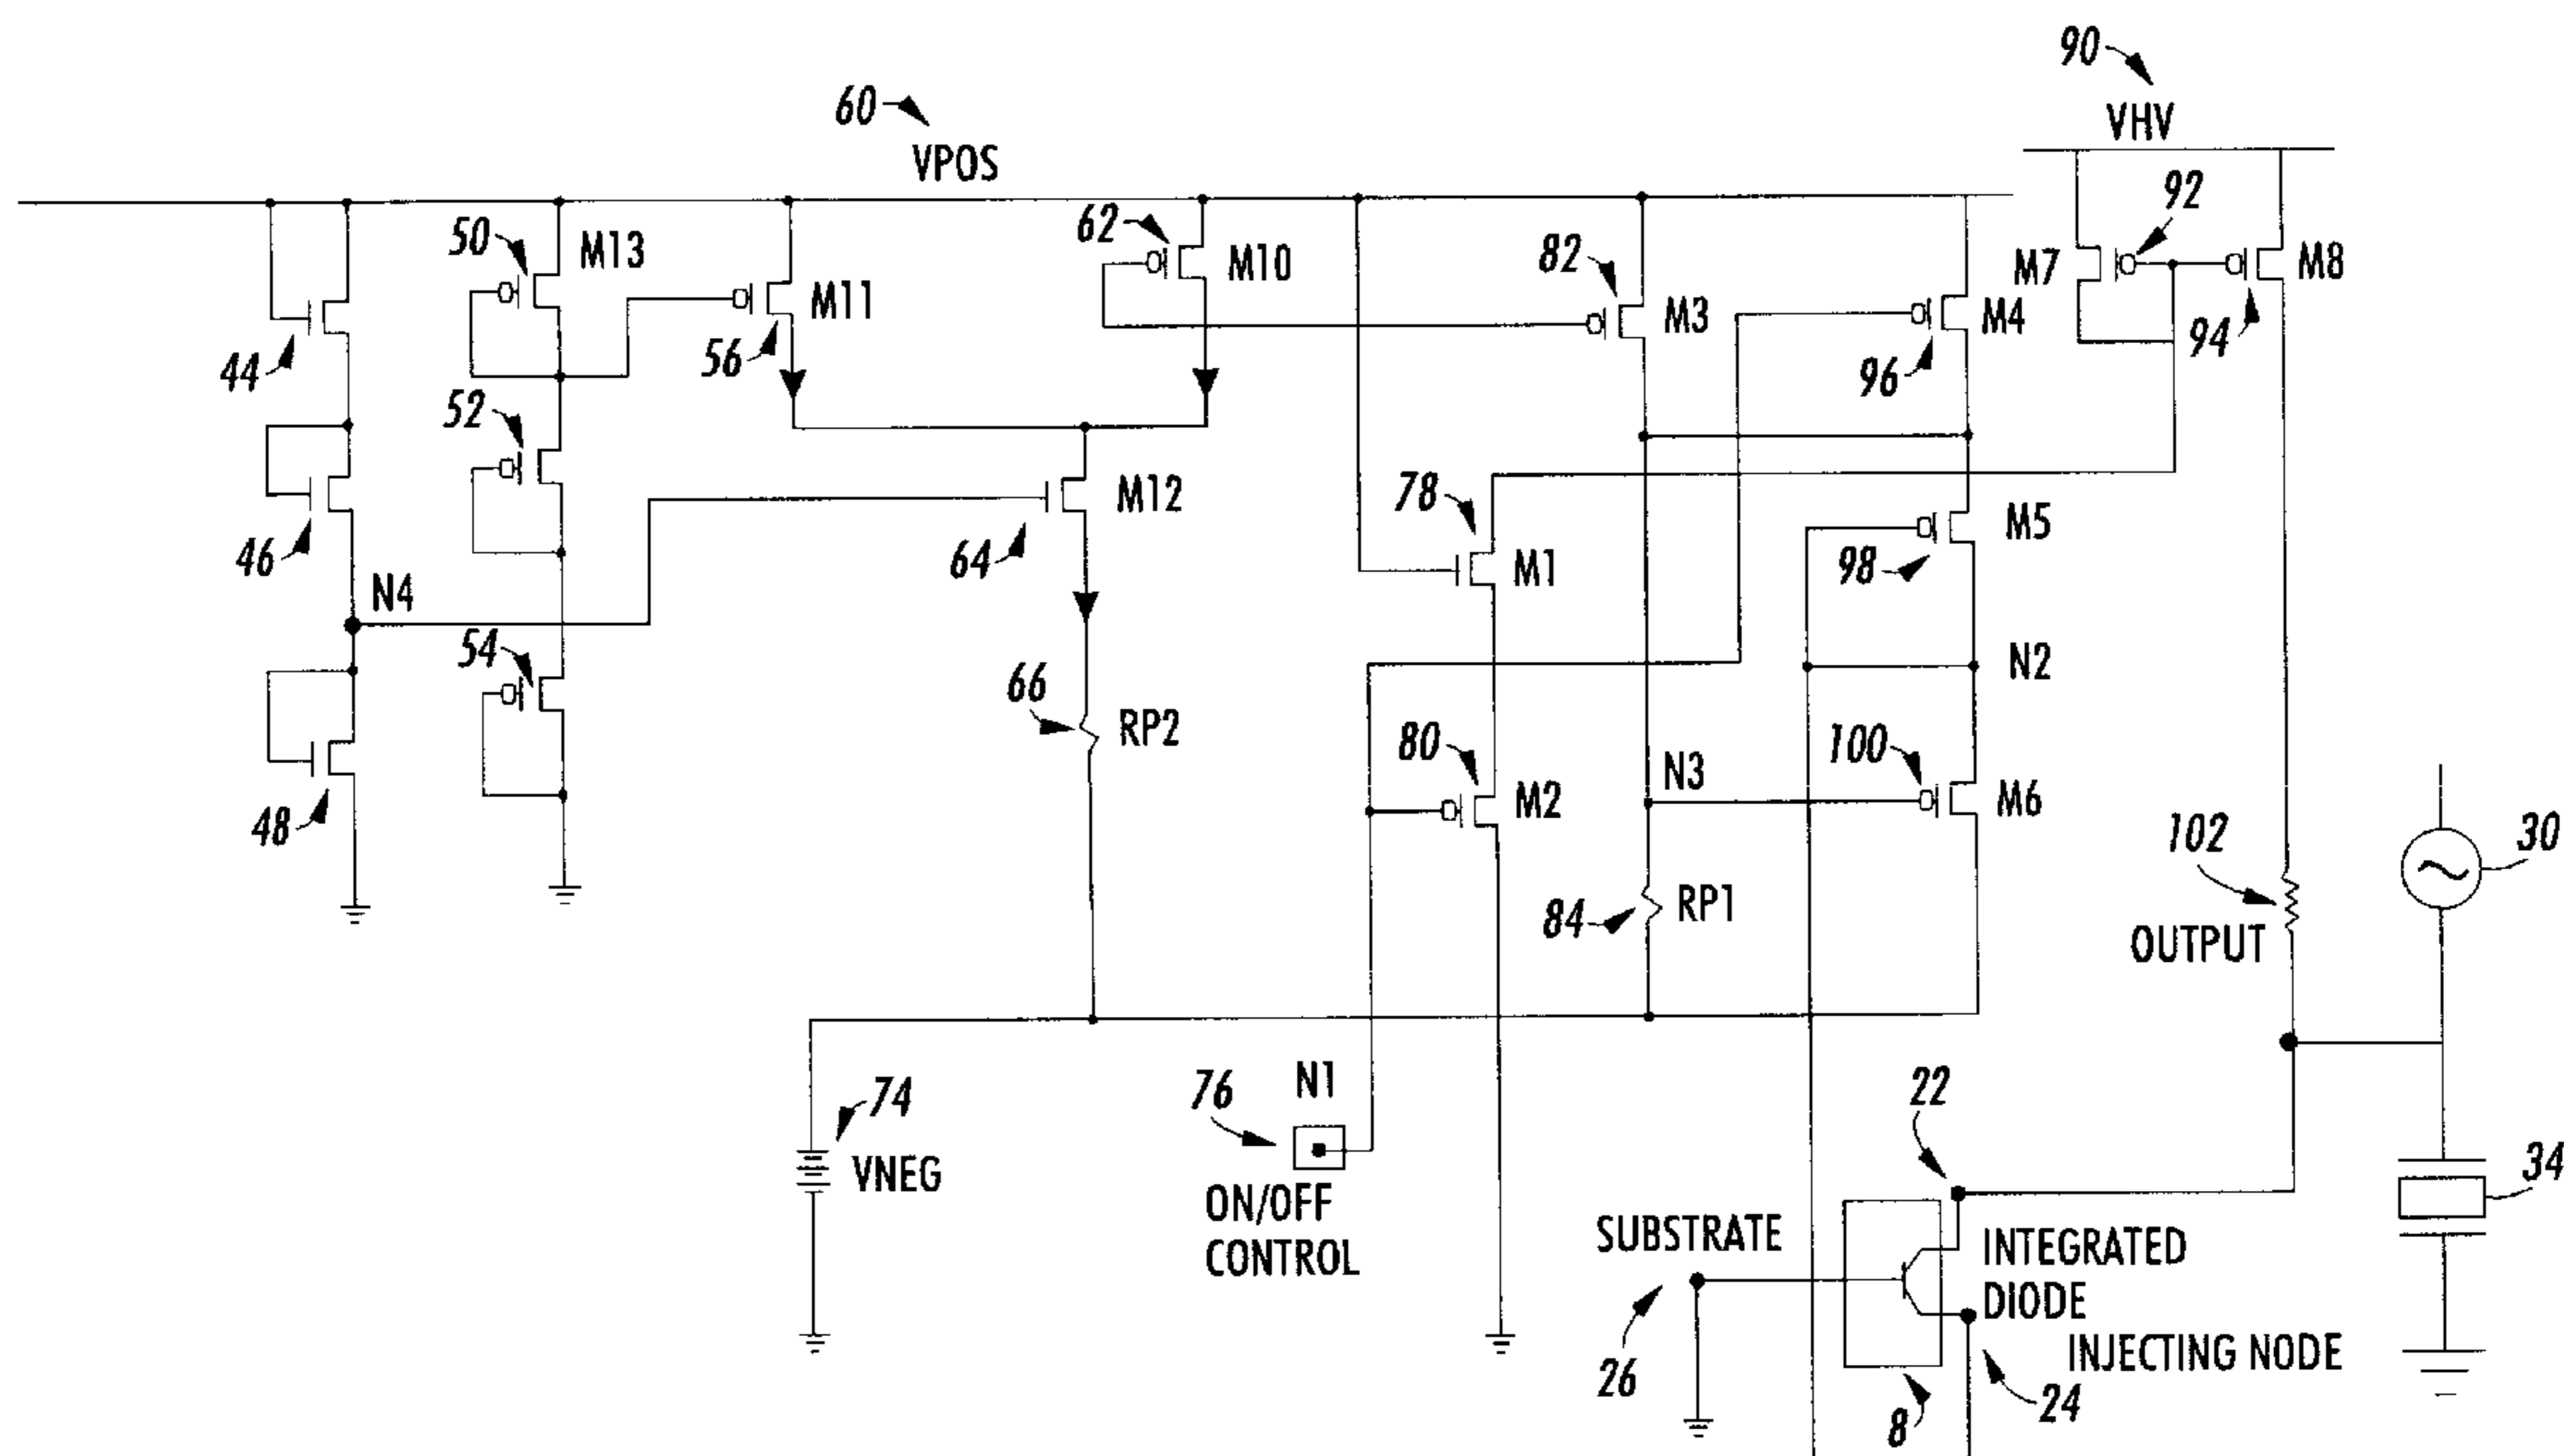 90
VHV
60
VPOS
92
62
50
M13
82
M7
M8
M10
M11
M3
M4
94
44
56
96
52
78
M12
M5
46
64
M1
98
N4
54
N2
66
RP2
80
100
N3
M2
M6
48
102
30
84
RP1
OUTPUT
N1
76
22
74
VNEG
34
ON/OFF
CONTROL
SUBSTRATE
INTEGRATED
DIODE
INJECTING NODE
26
24
8